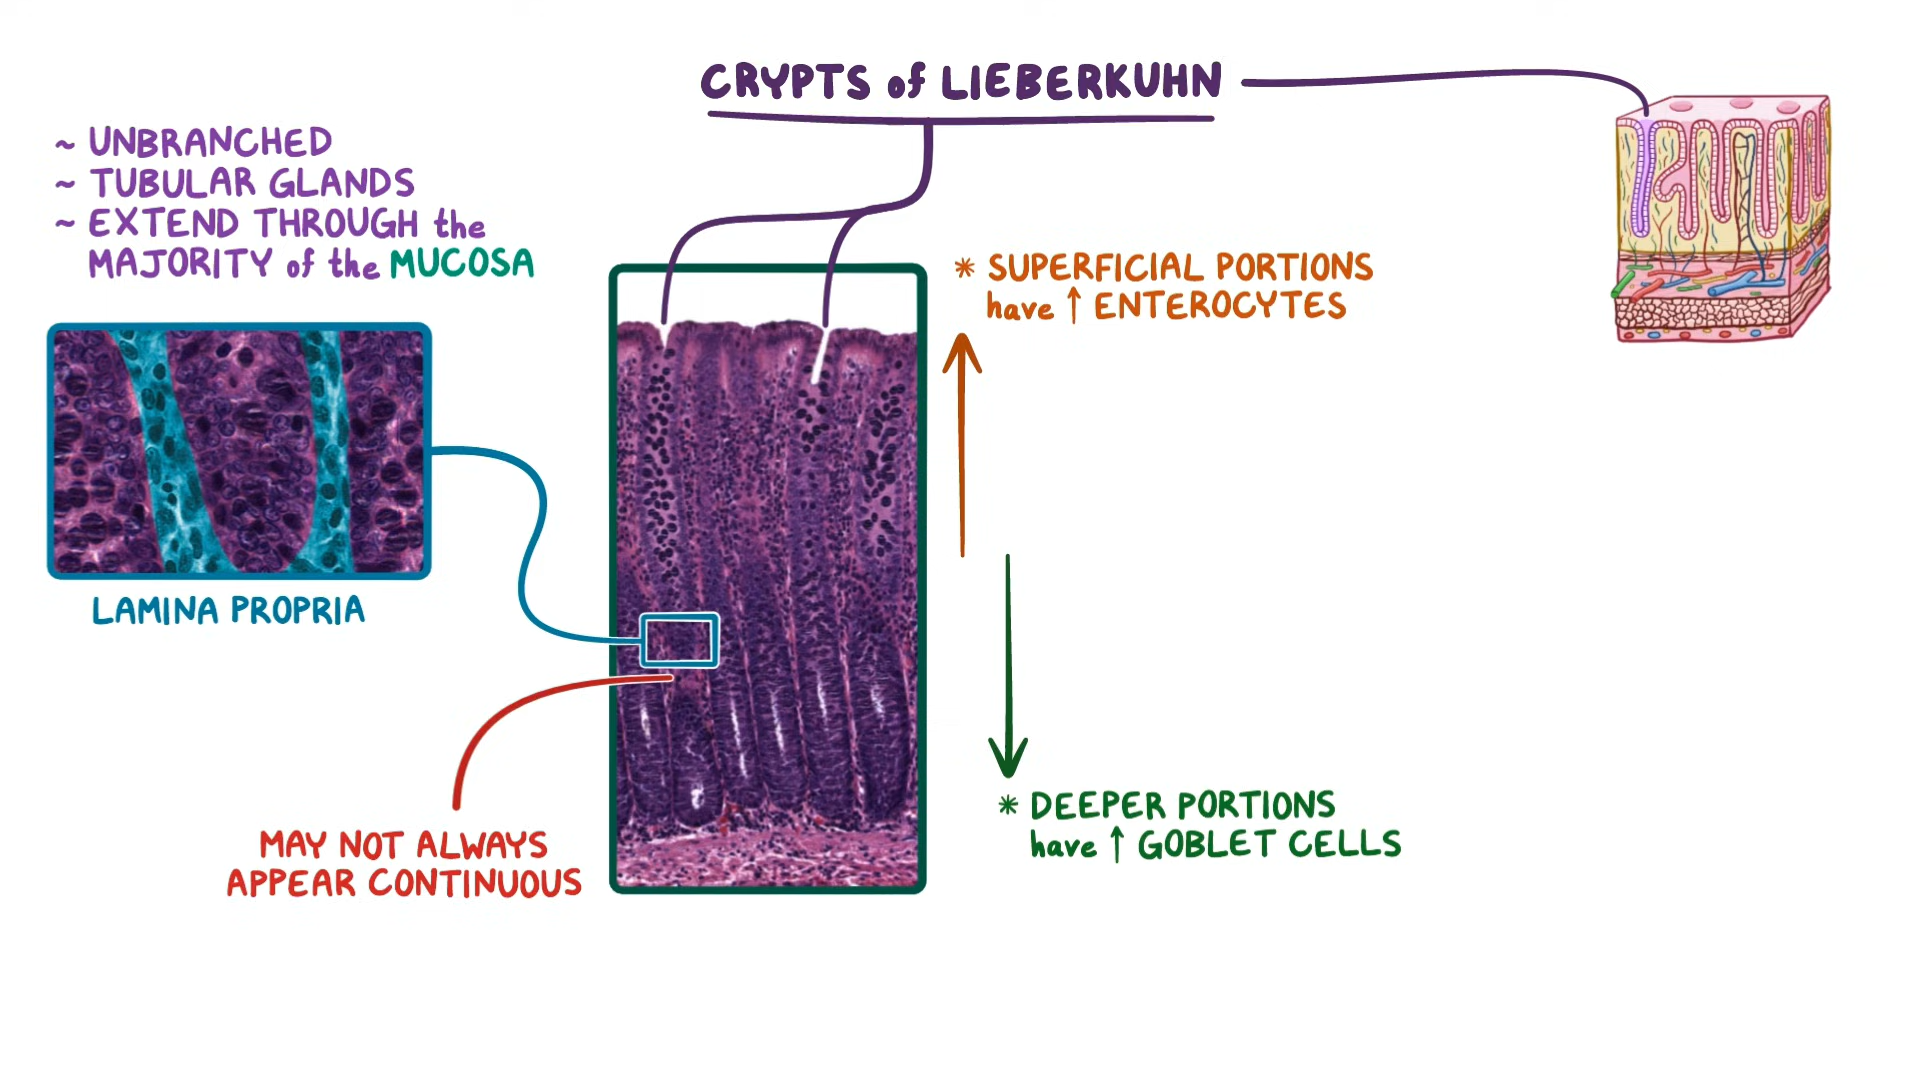 CRYPTS of LIEBERKUHN
~ UNBRANCHED
~ TUBULAR GLANDS
~ EXTEND THROUGH the
MAJORITY of the MUCOSA
* SUPERFICIAL PORTIONS
have ↑ ENTEROCYTES
LAMINA PROPRIA
MAY NOT ALWAYS
APPEAR CONTINUOUS
* DEEPER PORTIONS
have ↑ GOBLET CELLS